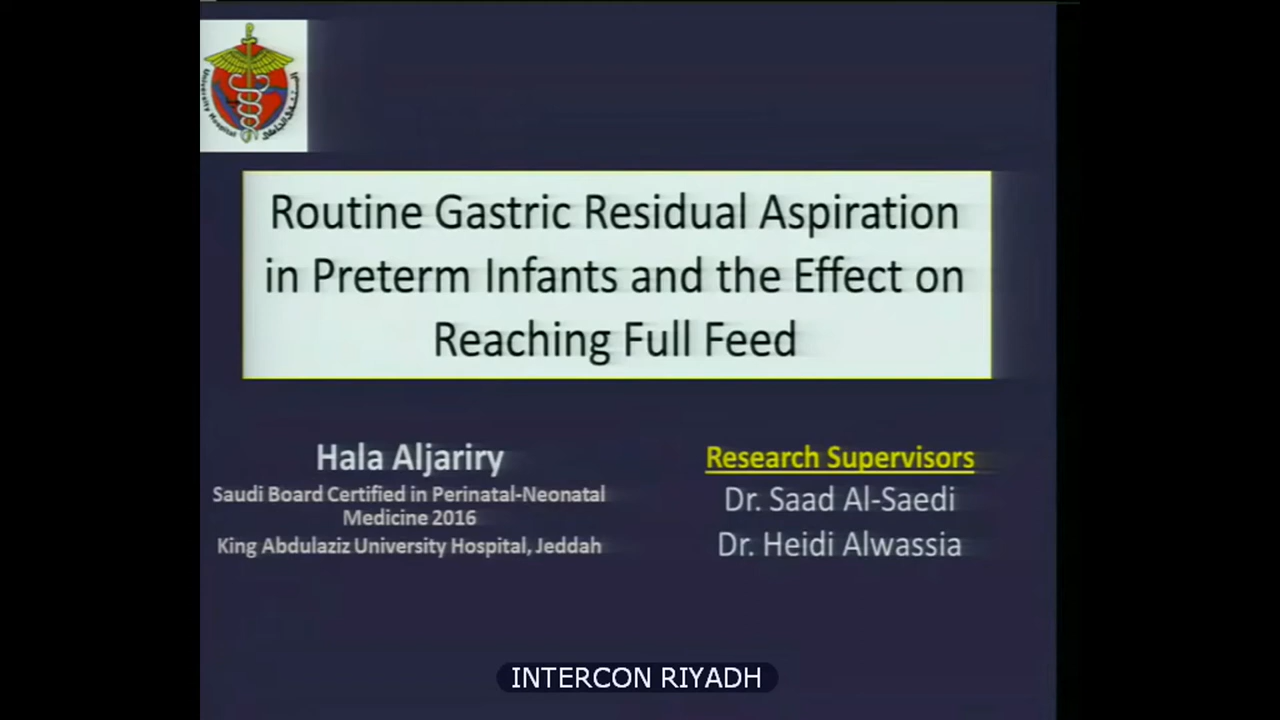 University Hospital
Routine Gastric Residual Aspiration
in Preterm Infants and the Effect on
Reaching Full Feed
Hala Aljariry
Saudi Board Certified in Perinatal-Neonatal
Medicine 2016
King Abdulaziz University Hospital, Jeddah
Research Supervisors
Dr. Saad Al-Saedi
Dr. Heidi Alwassia
INTERCON RIYADH